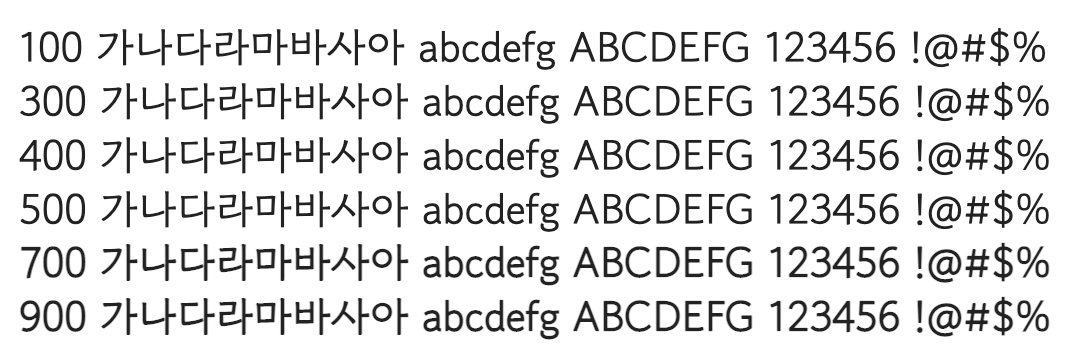 100 가나다라마바사아 abcdefg ABCDEFG 123456 !@#$%
300 가나다라마바사아 abcdefg ABCDEFG 123456 !@#$%
400 가나다라마바사아 abcdefg ABCDEFG 123456 !@#$%
500 가나다라마바사아 abcdefg ABCDEFG 123456 !@#$%
700 가나다라마바사아 abcdefg ABCDEFG 123456 !@#$%
900 가나다라마바사아 abcdefg ABCDEFG 123456 !@#$%